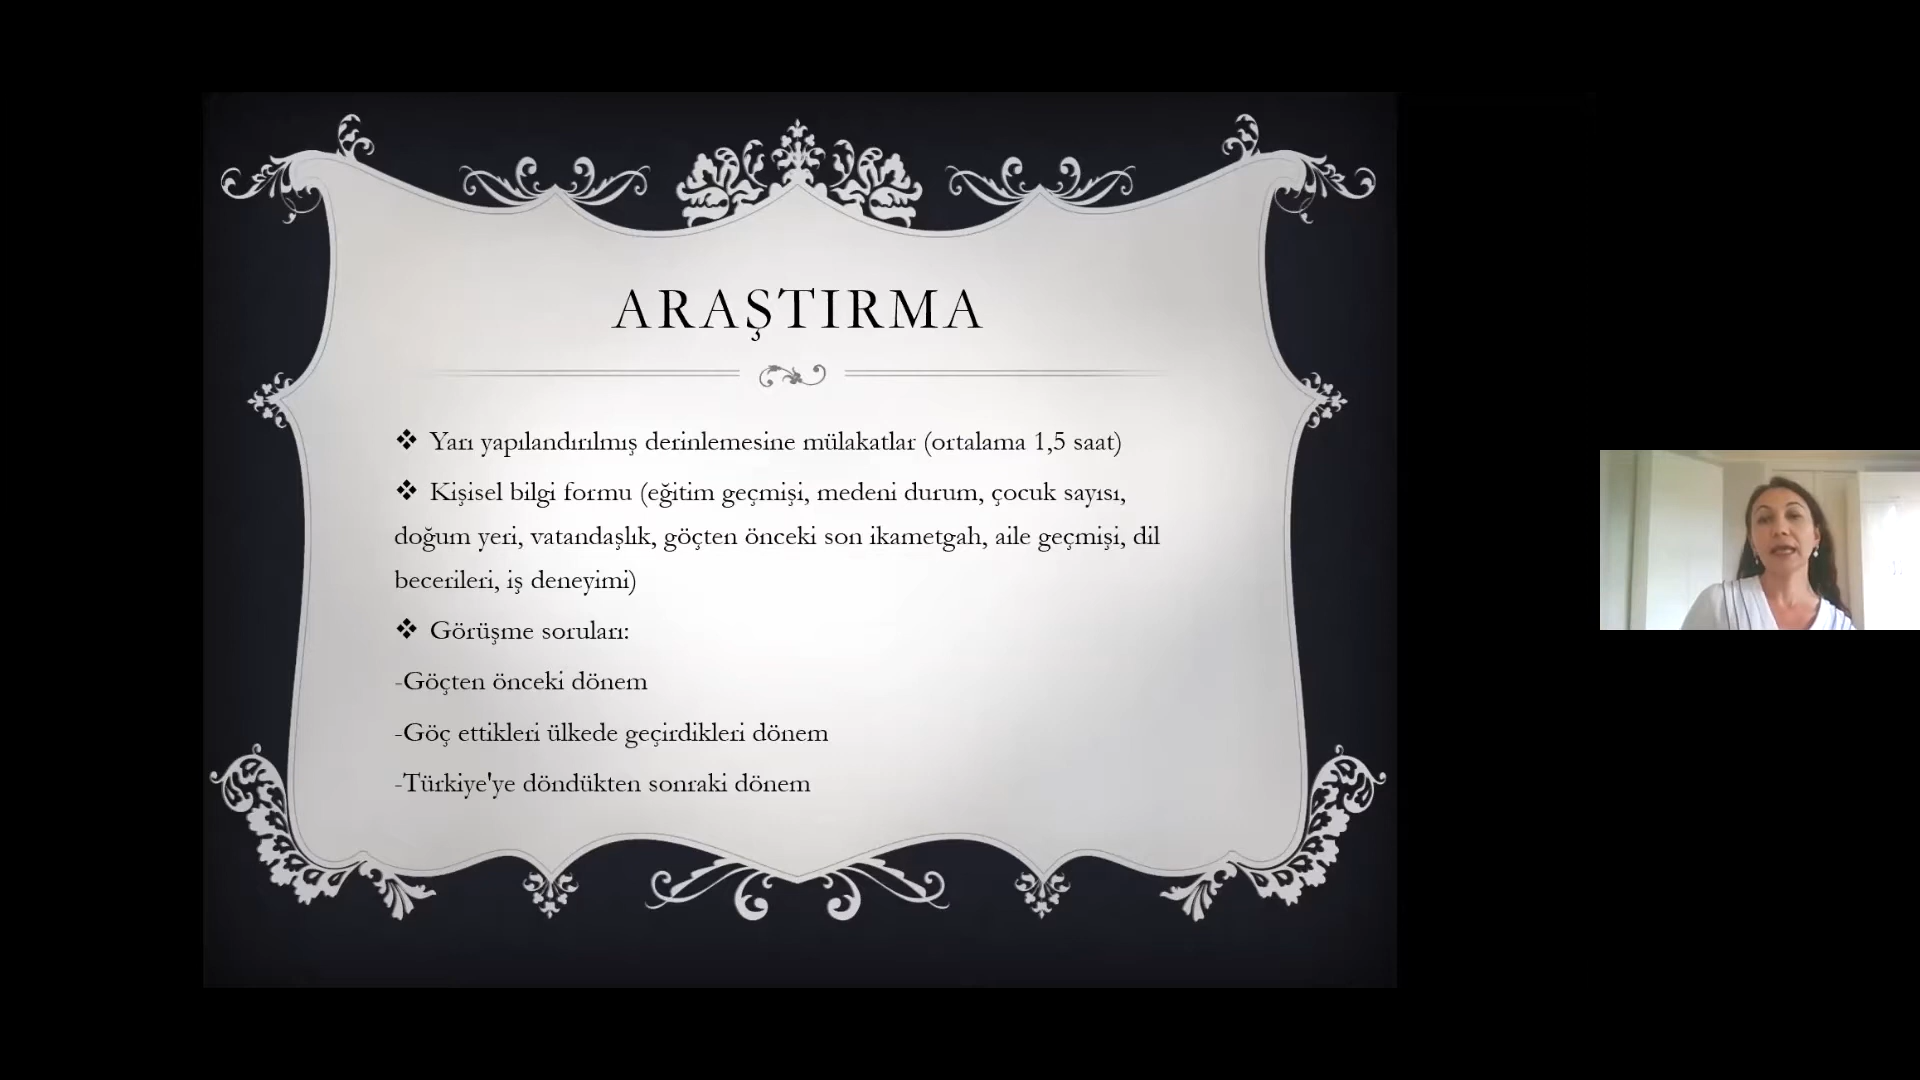 ARAŞTIRMA
❖ Yarı yapılandırılmış derinlemesine mülakatlar (ortalama 1,5 saat)
❖ Kişisel bilgi formu (eğitim geçmişi, medeni durum, çocuk sayısı,
doğum yeri, vatandaşlık, göçten önceki son ikametgah, aile geçmişi, dil
becerileri, iş deneyimi)
❖ Görüşme soruları:
-Göçten önceki dönem
-Göç ettikleri ülkede geçirdikleri dönem
-Türkiye'ye döndükten sonraki dönem